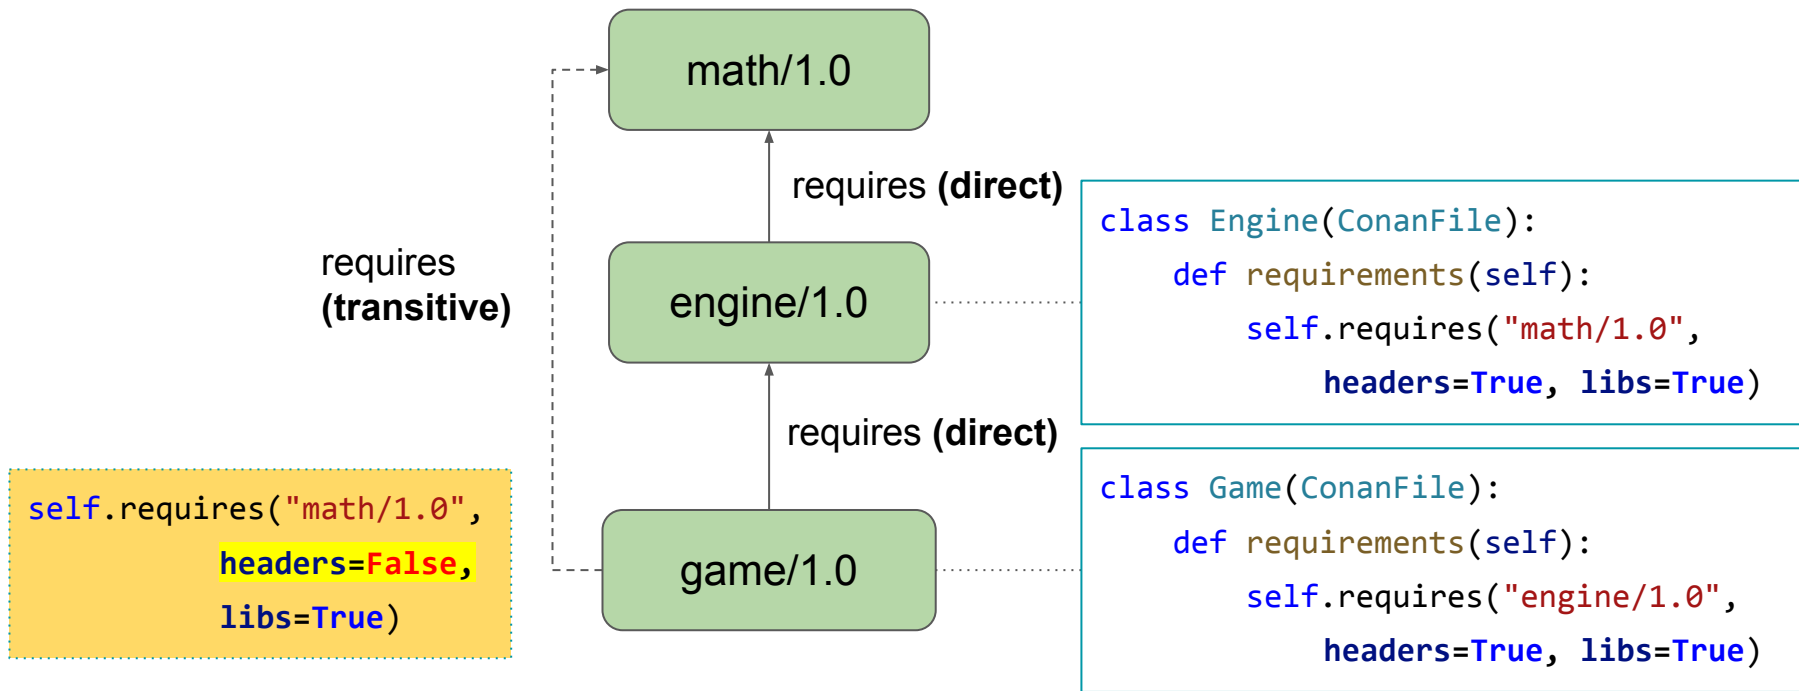 math/1.0
requires (direct)
class Engine(ConanFile):
def requirements(self):
self.requires("math/1.0",
headers=True, libs=True)
requires
(transitive)
engine/1.0
requires (direct)
class Game(ConanFile):
def requirements(self):
self.requires("engine/1.0",
headers=True, libs=True)
self.requires("math/1.0",
headers=False,
libs=True)
game/1.0